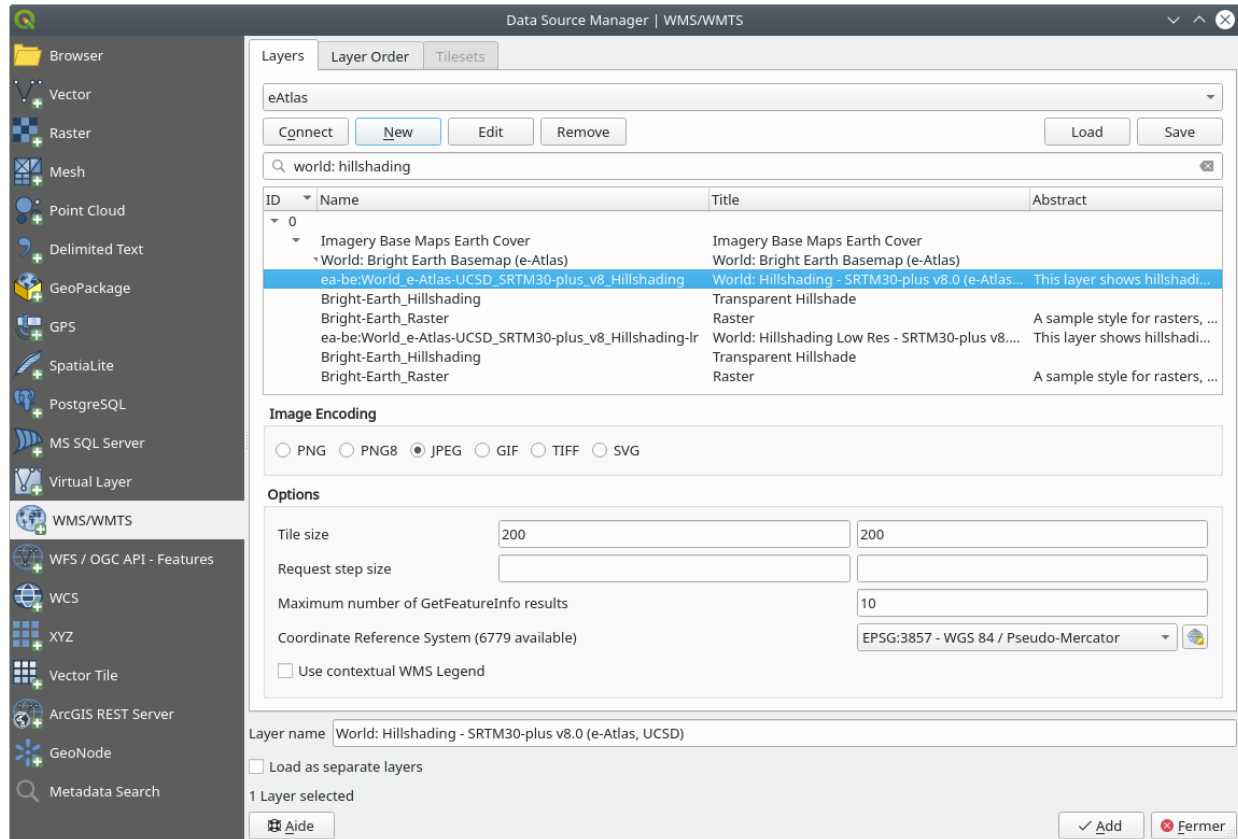 Data Source Manager | WMS/WMTS
Browser
Vector
Raster
Mesh
Point Cloud
Delimited Text
GeoPackage
GPS
SpatiaLite
PostgreSQL
MS SQL Server
Virtual Layer
WMS/WMTS
WFS / OGC API - Features
WCS
XYZ
Vector Tile
ArcGIS REST Server
GeoNode
Metadata Search
Layers Layer Order Tilesets
eAtlas
Connect New Edit Remove Load Save
world: hillshading
ID Name Title Abstract
0
Imagery Base Maps Earth Cover Imagery Base Maps Earth Cover
World: Bright Earth Basemap (e-Atlas) World: Bright Earth Basemap (e-Atlas)
ea-be:World_e-Atlas-UCSD_SRTM30-plus_v8_Hillshading World: Hillshading - SRTM30-plus v8.0 (e-Atlas... This layer shows hillshadi...
Bright-Earth_Hillshading Transparent Hillshade
Bright-Earth_Raster Raster A sample style for rasters, ...
ea-be:World_e-Atlas-UCSD_SRTM30-plus_v8_Hillshading-lr World: Hillshading Low Res - SRTM30-plus v8.... This layer shows hillshadi...
Bright-Earth_Hillshading Transparent Hillshade
Bright-Earth_Raster Raster A sample style for rasters, ...
Image Encoding
PNG PNG8 JPEG GIF TIFF SVG
Options
Tile size 200 200
Request step size
Maximum number of GetFeatureInfo results 10
Coordinate Reference System (6779 available) EPSG:3857 - WGS 84 / Pseudo-Mercator
Use contextual WMS Legend
Layer name World: Hillshading - SRTM30-plus v8.0 (e-Atlas, UCSD)
Load as separate layers
1 Layer selected
Aide Add Fermer